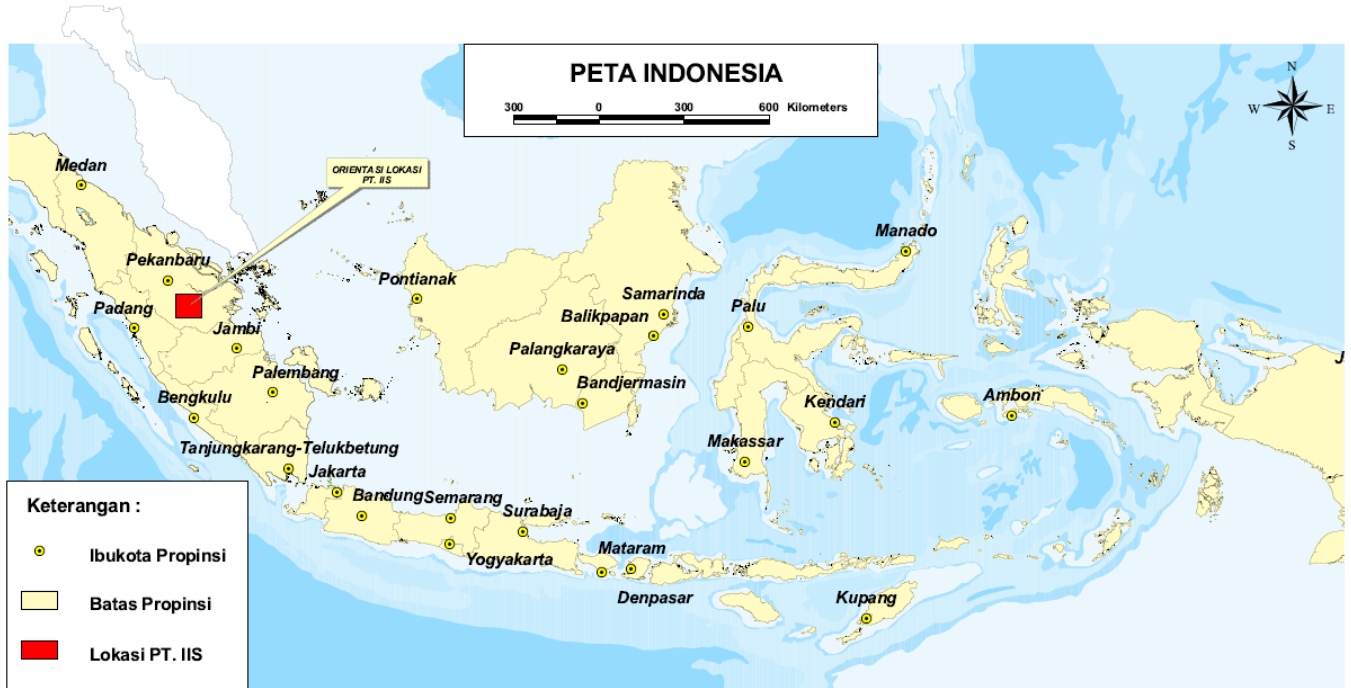 PETA INDONESIA
300 0 300 600 Kilometers
N
W E
S
ORIENTASI LOKASI
PT. IIS
Medan
Pekanbaru
Padang
Jambi
Palembang
Bengkulu
Tanjungkarang-Telukbetung
Jakarta
Bandung
Semarang
Surabaja
Yogyakarta
Mataram
Denpasar
Kupang
Pontianak
Samarinda
Balikpapan
Palangkaraya
Bandjermasin
Manado
Palu
Kendari
Makassar
Ambon
J
Keterangan :
Ibukota Propinsi
Batas Propinsi
Lokasi PT. IIS